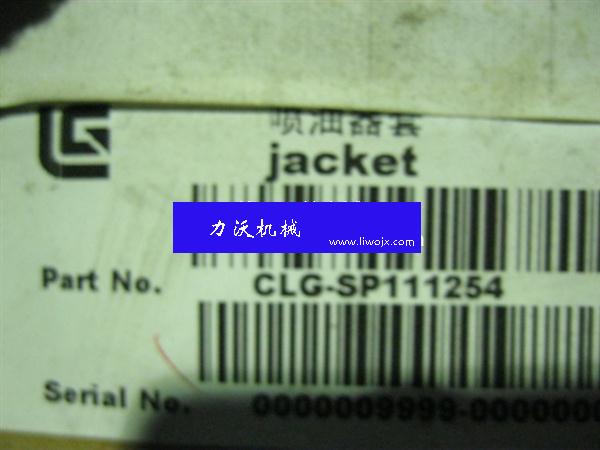 喷油器套
jacket
力沃机械
www.liwojx.com
Part No. CLG-SP111254
Serial No. 0000009999-0000000